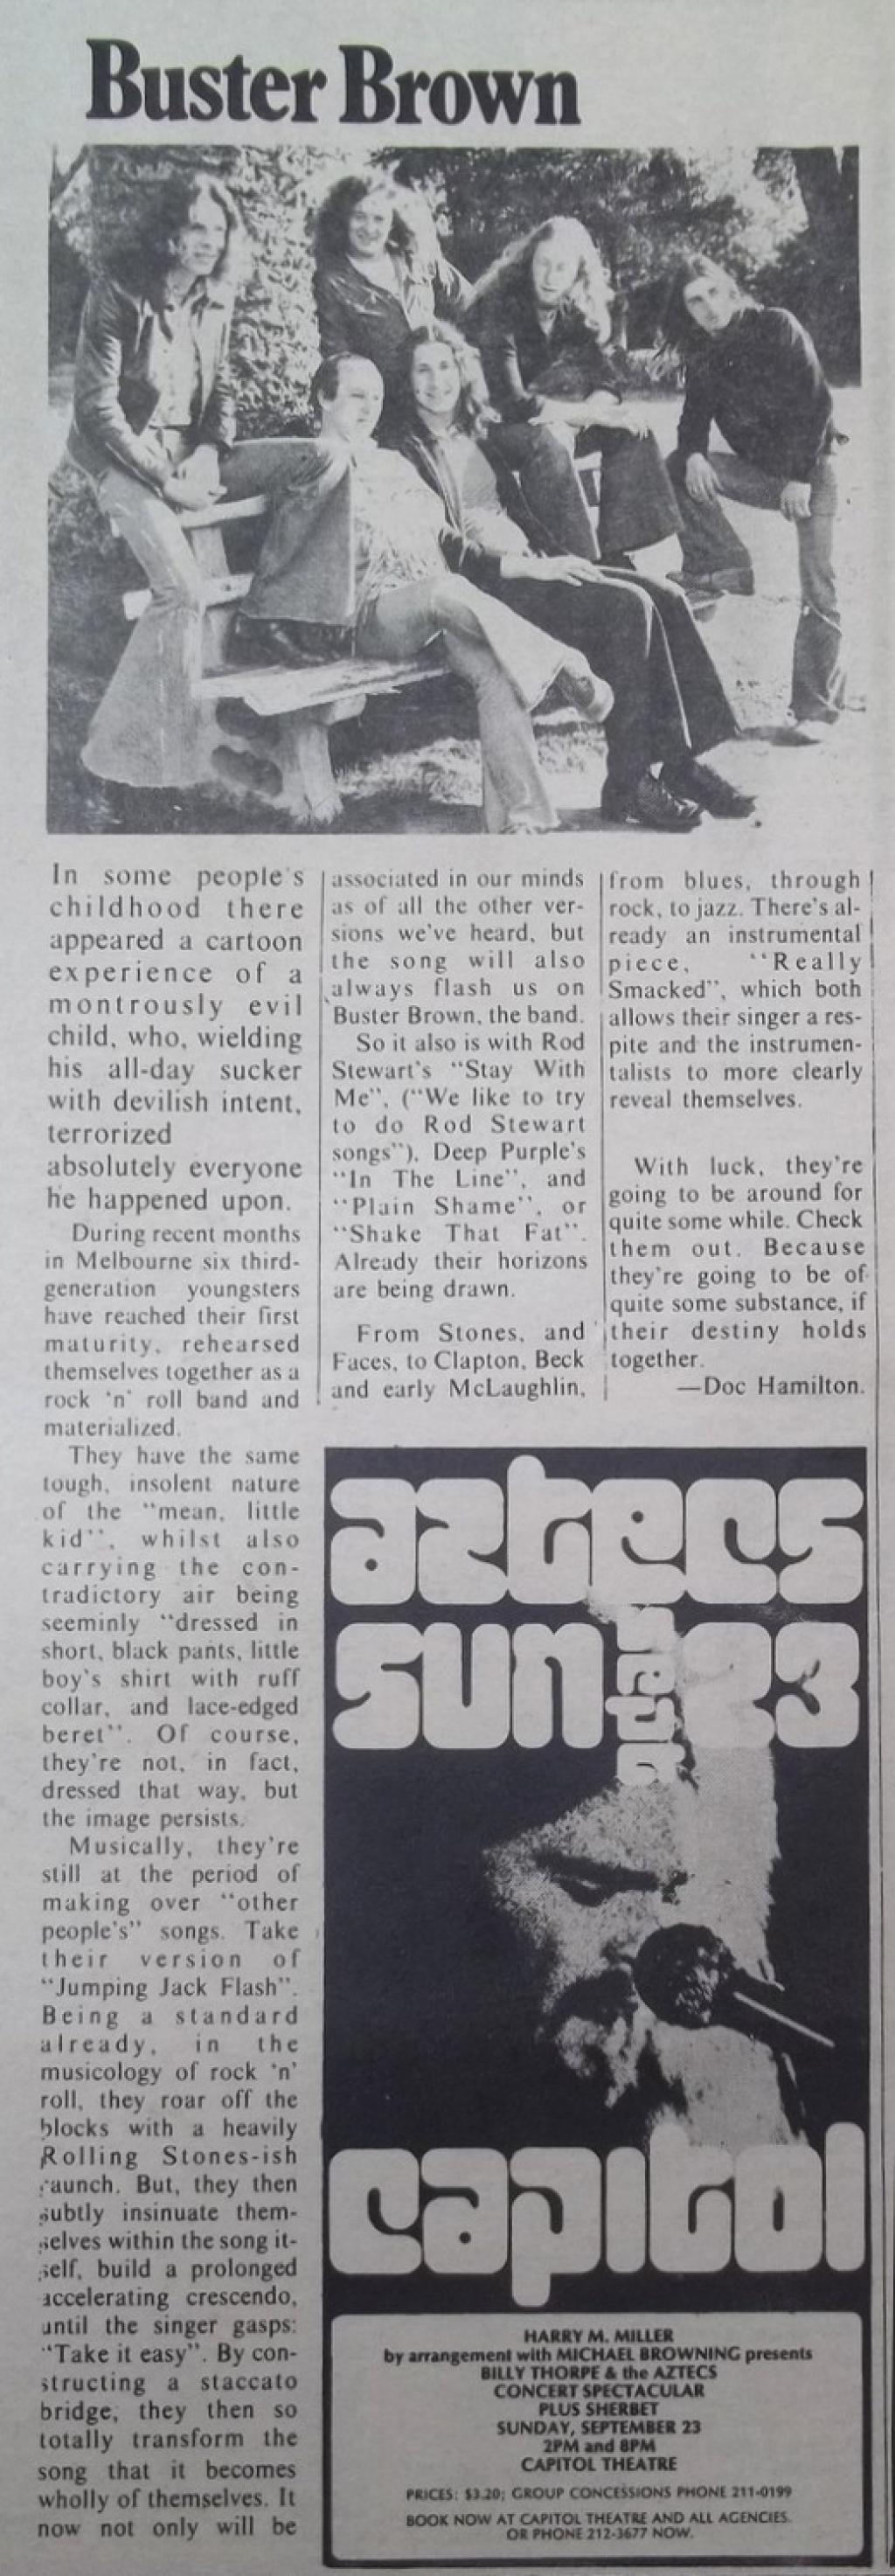 Buster Brown
In some people's
childhood there
appeared a cartoon
experience of a
montrously evil
child, who, wielding
his all-day sucker
with devilish intent,
terrorized
absolutely everyone
he happened upon.
During recent months
in Melbourne six third-
generation youngsters
have reached their first
maturity, rehearsed
themselves together as a
rock 'n' roll band and
materialized.
They have the same
tough, insolent nature
of the "mean, little
kid", whilst also
carrying the con-
tradictory air being
seeminly "dressed in
short, black pants, little
boy's shirt with ruff
collar, and lace-edged
beret". Of course,
they're not, in fact,
dressed that way, but
the image persists.
Musically, they're
still at the period of
making over "other
people's" songs. Take
their version of
"Jumping Jack Flash".
Being a standard
already, in the
musicology of rock 'n'
roll, they roar off the
blocks with a heavily
Rolling Stones-ish
raunch. But, they then
subtly insinuate them-
selves within the song it-
self, build a prolonged
accelerating crescendo,
until the singer gasps:
"Take it easy". By con-
structing a staccato
bridge, they then so
totally transform the
song that it becomes
wholly of themselves. It
now not only will be
associated in our minds
as of all the other ver-
sions we've heard, but
the song will also
always flash us on
Buster Brown, the band.
So it also is with Rod
Stewart's "Stay With
Me", ("We like to try
to do Rod Stewart
songs"). Deep Purple's
"In The Line", and
"Plain Shame", or
"Shake That Fat".
Already their horizons
are being drawn.
From Stones, and
Faces, to Clapton, Beck
and early McLaughlin,
from blues, through
rock, to jazz. There's al-
ready an instrumental
piece, "Really
Smacked", which both
allows their singer a res-
pite and the instrumen-
talists to more clearly
reveal themselves.
With luck, they're
going to be around for
quite some while. Check
them out. Because
they're going to be of
quite some substance, if
their destiny holds
together.
—Doc Hamilton.
aztecs
sun 23
capitol
HARRY M. MILLER
by arrangement with MICHAEL BROWNING presents
BILLY THORPE & the AZTECS
CONCERT SPECTACULAR
PLUS SHERBET
SUNDAY, SEPTEMBER 23
2PM and 8PM
CAPITOL THEATRE
PRICES: $3.20; GROUP CONCESSIONS PHONE 211-0199
BOOK NOW AT CAPITOL THEATRE AND ALL AGENCIES.
OR PHONE 212-3677 NOW.